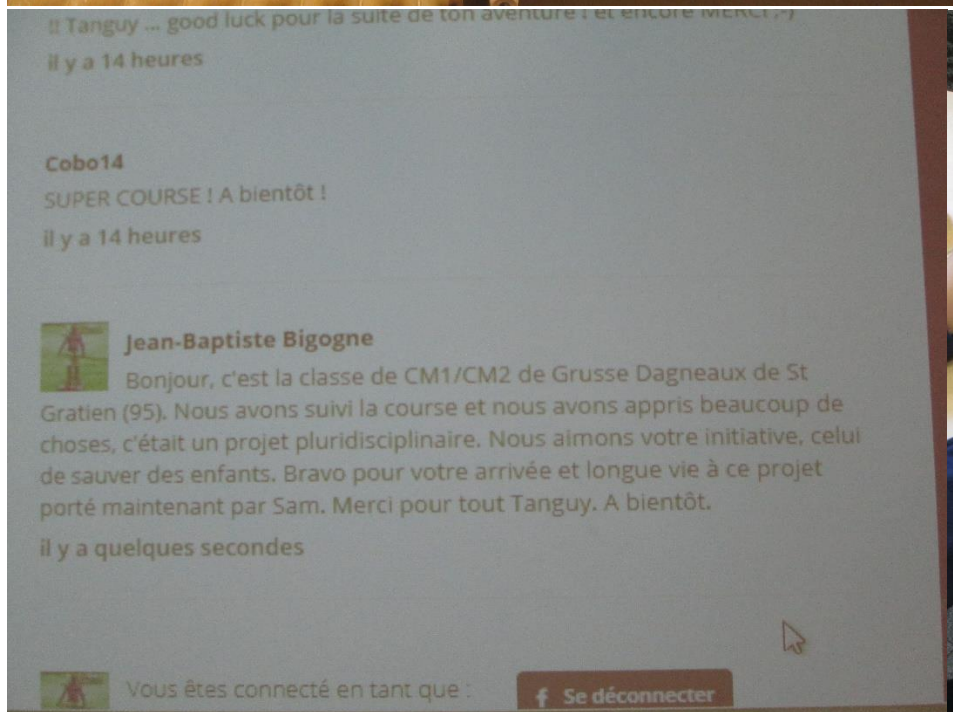 !! Tanguy ... good luck pour la suite de ton aventure ! et encore MERCI ;-)
il y a 14 heures
Cobo14
SUPER COURSE ! A bientôt !
il y a 14 heures
Jean-Baptiste Bigogne
Bonjour, c'est la classe de CM1/CM2 de Grusse Dagneaux de St
Gratien (95). Nous avons suivi la course et nous avons appris beaucoup de
choses, c'était un projet pluridisciplinaire. Nous aimons votre initiative, celui
de sauver des enfants. Bravo pour votre arrivée et longue vie à ce projet
porté maintenant par Sam. Merci pour tout Tanguy. A bientôt.
il y a quelques secondes
Vous êtes connecté en tant que :
f Se déconnecter